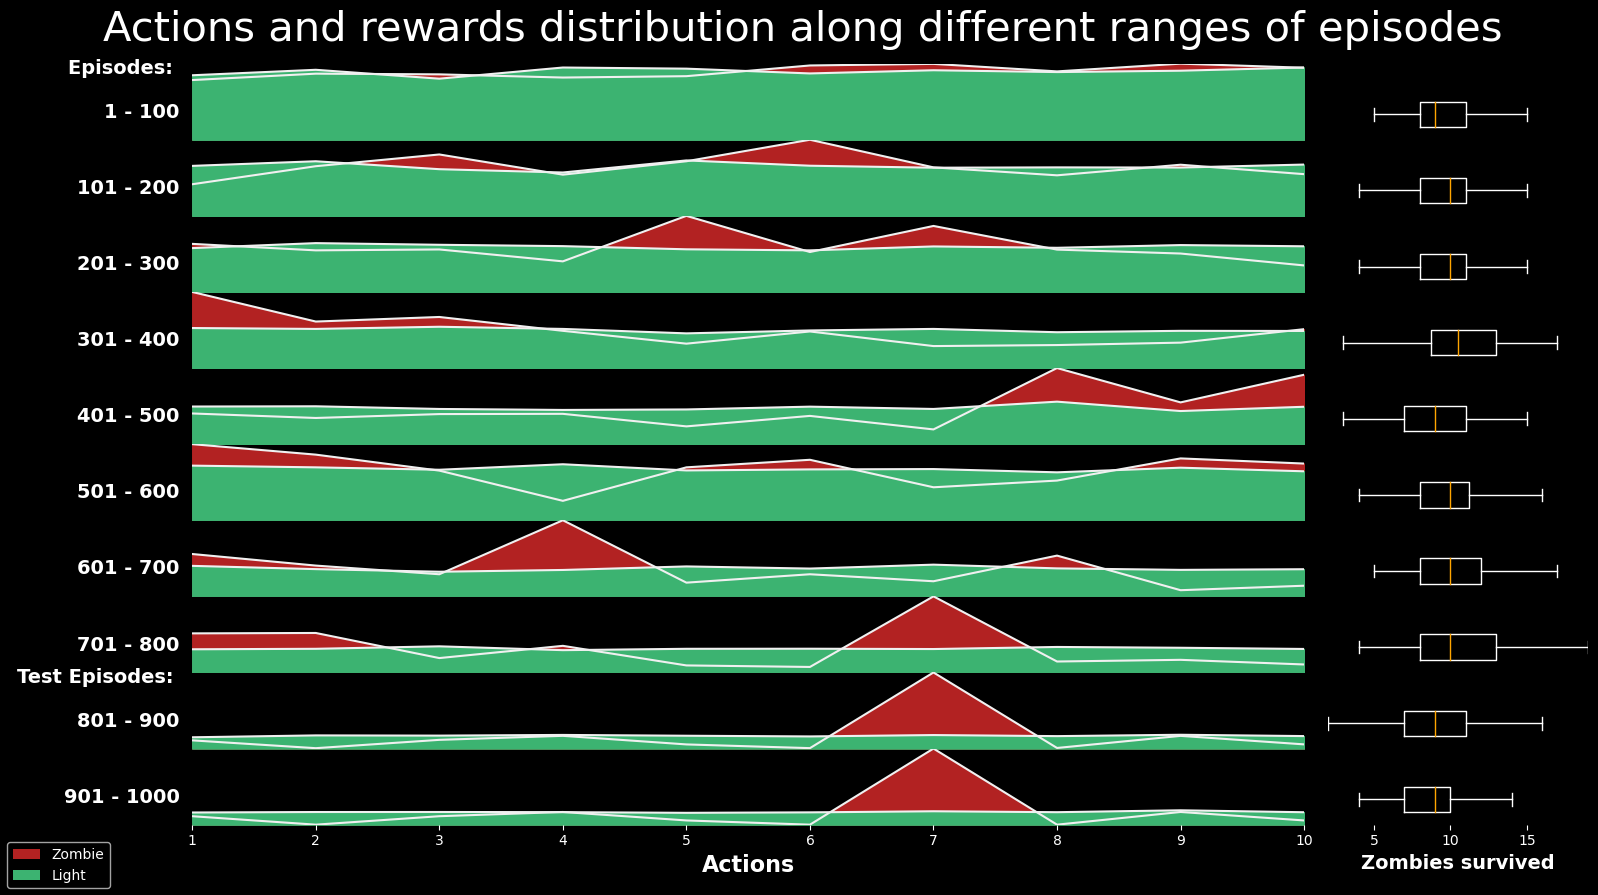 Actions and rewards distribution along different ranges of episodes
Episodes:
1 - 100
101 - 200
201 - 300
301 - 400
401 - 500
501 - 600
601 - 700
701 - 800
Test Episodes:
801 - 900
901 - 1000
1 2 3 4 5 6 7 8 9 10
5 10 15
Actions
Zombies survived
Zombie
Light